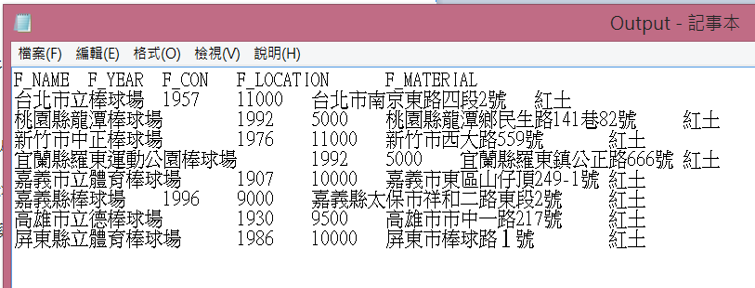 Output - 記事本
檔案(F) 編輯(E) 格式(O) 檢視(V) 說明(H)
F_NAME F_YEAR F_CON F_LOCATION F_MATERIAL
台北市立棒球場 1957 11000 台北市南京東路四段2號 紅土
桃園縣龍潭棒球場 1992 5000 桃園縣龍潭鄉民生路141巷82號 紅土
新竹市中正棒球場 1976 11000 新竹市西大路559號 紅土
宜蘭縣羅東運動公園棒球場 1992 5000 宜蘭縣羅東鎮公正路666號 紅土
嘉義市立體育棒球場 1907 10000 嘉義市東區山仔頂249-1號 紅土
嘉義縣棒球場 1996 9000 嘉義縣太保市祥和二路東段2號 紅土
高雄市立德棒球場 1930 9500 高雄市市中一路217號 紅土
屏東縣立體育棒球場 1986 10000 屏東市棒球路１號 紅土